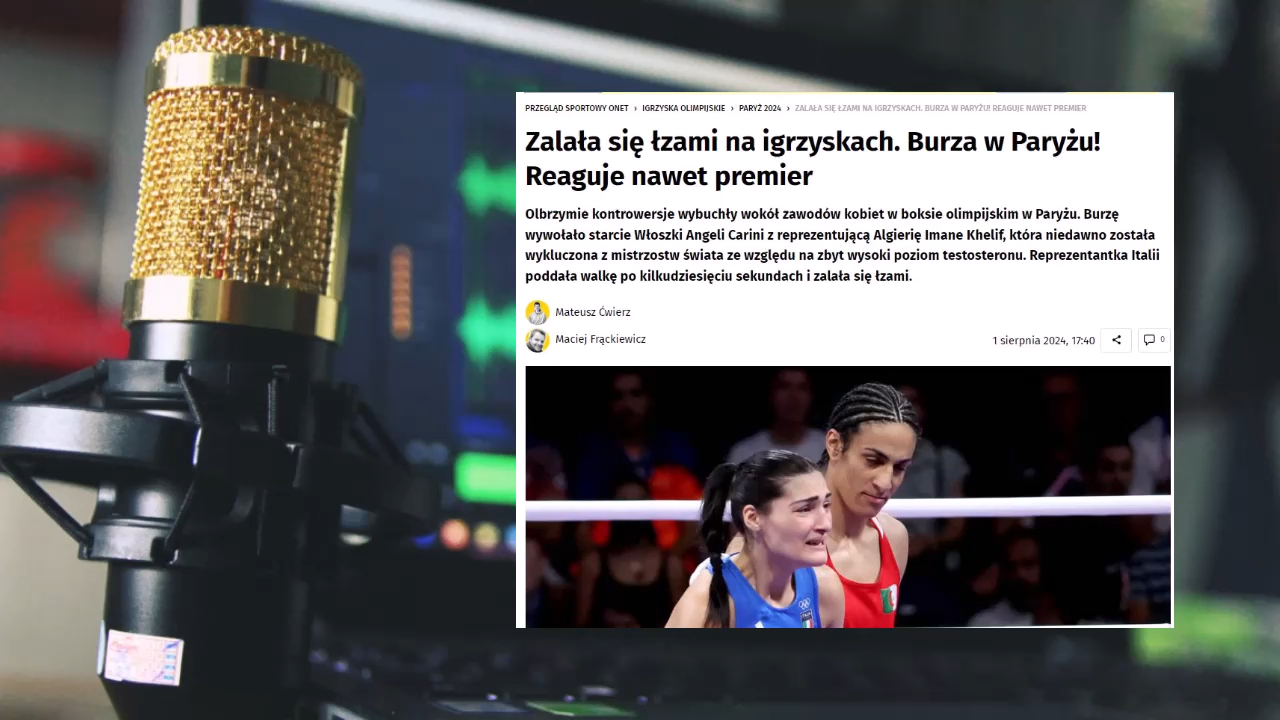 PRZEGLĄD SPORTOWY ONET › IGRZYSKA OLIMPIJSKIE › PARYŻ 2024 › ZALAŁA SIĘ ŁZAMI NA IGRZYSKACH. BURZA W PARYŻU! REAGUJE NAWET PREMIER
Zalała się łzami na igrzyskach. Burza w Paryżu!
Reaguje nawet premier
Olbrzymie kontrowersje wybuchły wokół zawodów kobiet w boksie olimpijskim w Paryżu. Burzę
wywołało starcie Włoszki Angeli Carini z reprezentującą Algierię Imane Khelif, która niedawno została
wykluczona z mistrzostw świata ze względu na zbyt wysoki poziom testosteronu. Reprezentantka Italii
poddała walkę po kilkudziesięciu sekundach i zalała się łzami.
Mateusz Ćwierz
Maciej Frąckiewicz
1 sierpnia 2024, 17:40
0